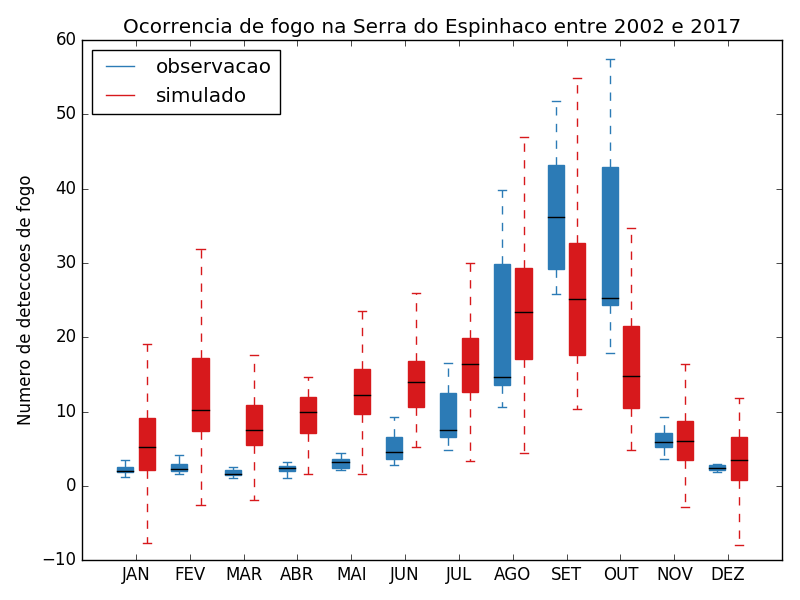 Ocorrencia de fogo na Serra do Espinhaco entre 2002 e 2017
observacao
simulado
Numero de deteccoes de fogo
60
50
40
30
20
10
0
−10
JAN FEV MAR ABR MAI JUN JUL AGO SET OUT NOV DEZ